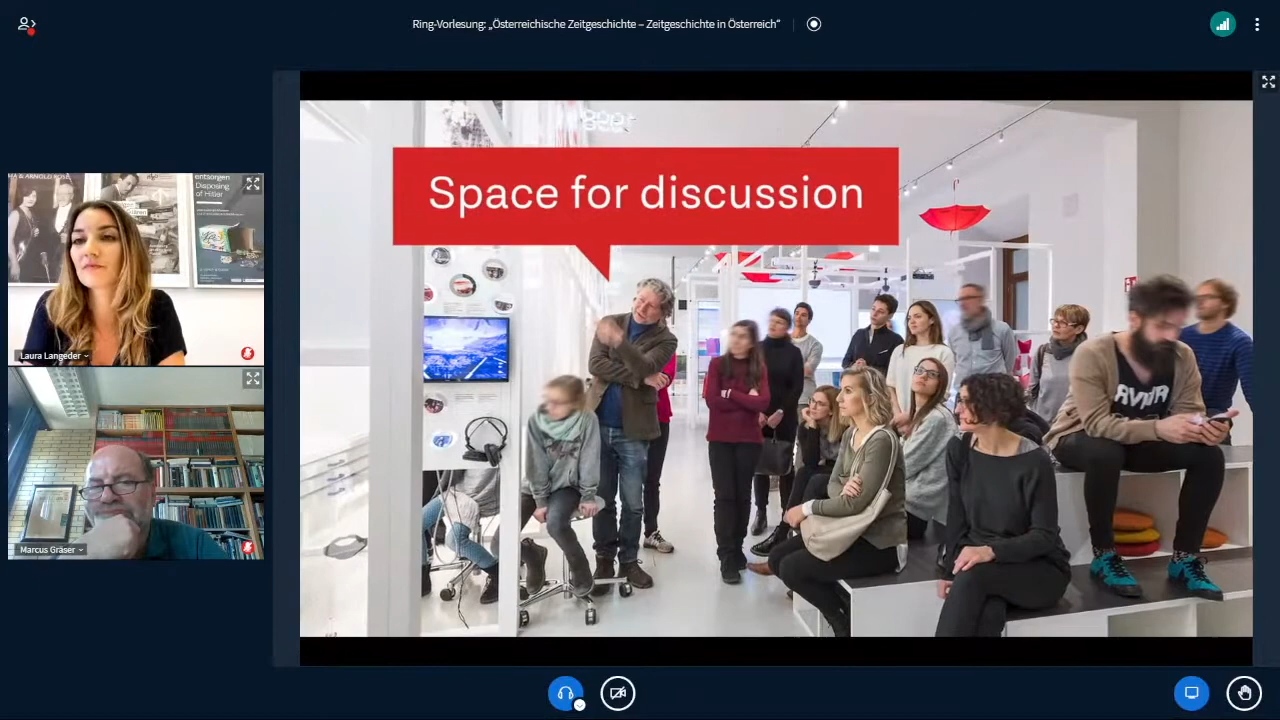 Ring-Vorlesung: „Österreichische Zeitgeschichte – Zeitgeschichte in Österreich“
Space for discussion
entsorgen
Disposing
of Hitler
Laura Langeder
Marcus Gräser